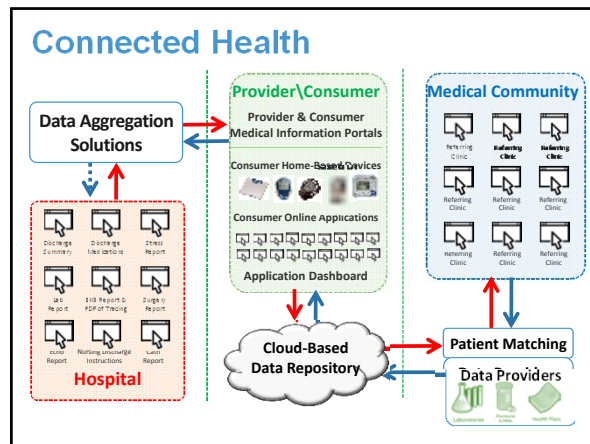 Connected Health
Data Aggregation
Solutions
Discharge
Summary
Discharge
Medications
Stress
Report
Lab
Report
Report &
PDF of Tracing
Surgery
Report
Echo
Report
Nursing Discharge
Instructions
Cath
Report
Hospital
Provider\Consumer
Provider & Consumer
Medical Information Portals
Consumer Home-Based Devices
Consumer Online Applications
Application Dashboard
Cloud-Based
Data Repository
Medical Community
Referring
Clinic
Referring
Clinic
Referring
Clinic
Referring
Clinic
Referring
Clinic
Referring
Clinic
Referring
Clinic
Referring
Clinic
Referring
Clinic
Patient Matching
Data Providers
Laboratories
Pharmacies
Health Plans